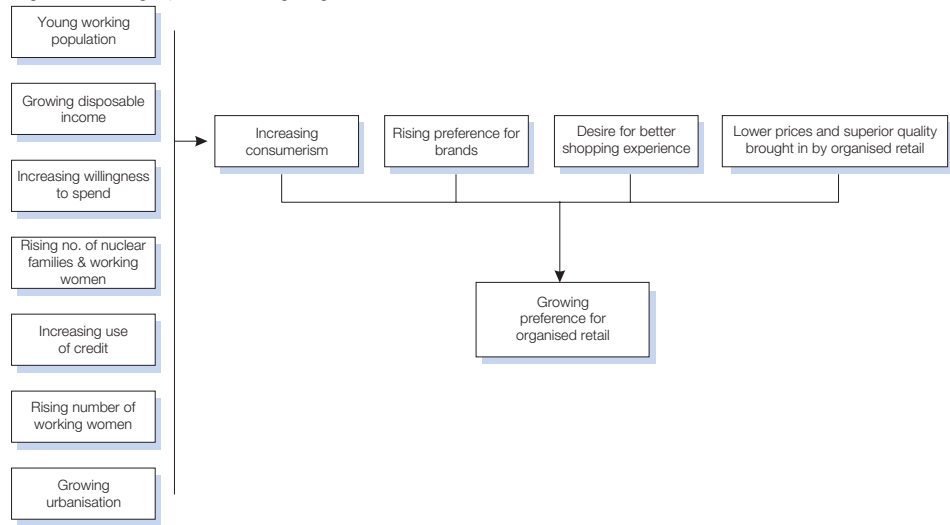 Young working
population
Growing disposable
income
Increasing willingness
to spend
Rising no. of nuclear
families & working
women
Increasing use
of credit
Rising number of
working women
Growing
urbanisation
Increasing
consumerism
Rising preference for
brands
Desire for better
shopping experience
Lower prices and superior quality
brought in by organised retail
Growing
preference for
organised retail